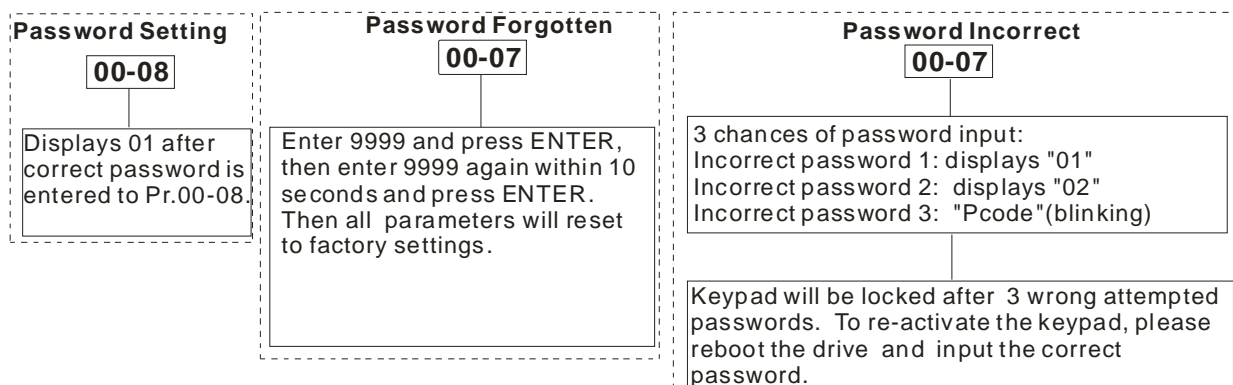 Password Setting
00-08
Displays 01 after
correct password is
entered to Pr.00-08.
Password Forgotten
00-07
Enter 9999 and press ENTER,
then enter 9999 again within 10
seconds and press ENTER.
Then all parameters will reset
to factory settings.
Password Incorrect
00-07
3 chances of password input:
Incorrect password 1: displays "01"
Incorrect password 2: displays "02"
Incorrect password 3: "Pcode"(blinking)
Keypad will be locked after 3 wrong attempted
passwords. To re-activate the keypad, please
reboot the drive and input the correct
password.